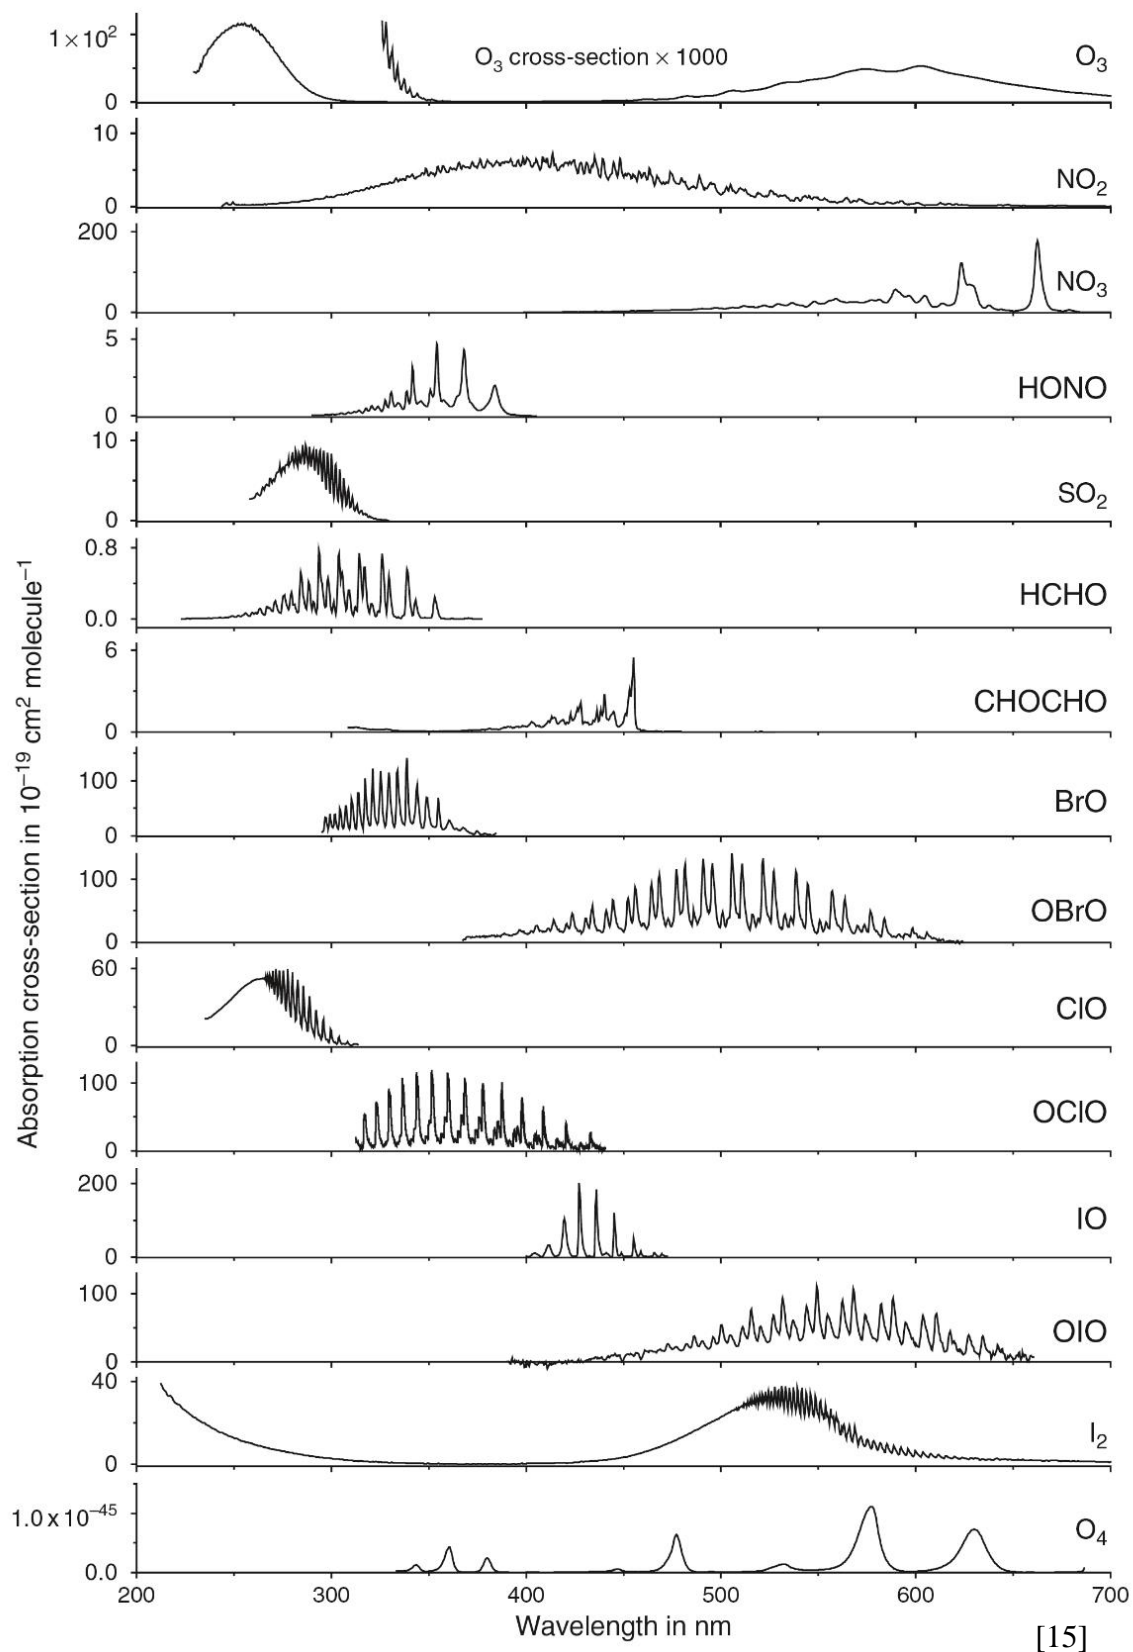 1×10²
0
O₃ cross-section × 1000
O₃
10
0
NO₂
200
0
NO₃
5
0
HONO
10
0
SO₂
0.8
0.0
HCHO
6
0
CHOCHO
100
0
BrO
100
0
OBrO
60
0
ClO
100
0
OClO
200
0
IO
100
0
OIO
40
0
I₂
1.0 x 10⁻⁴⁵
0.0
O₄
Absorption cross-section in 10⁻¹⁹ cm² molecule⁻¹
200 300 400 500 600 700
Wavelength in nm
[15]